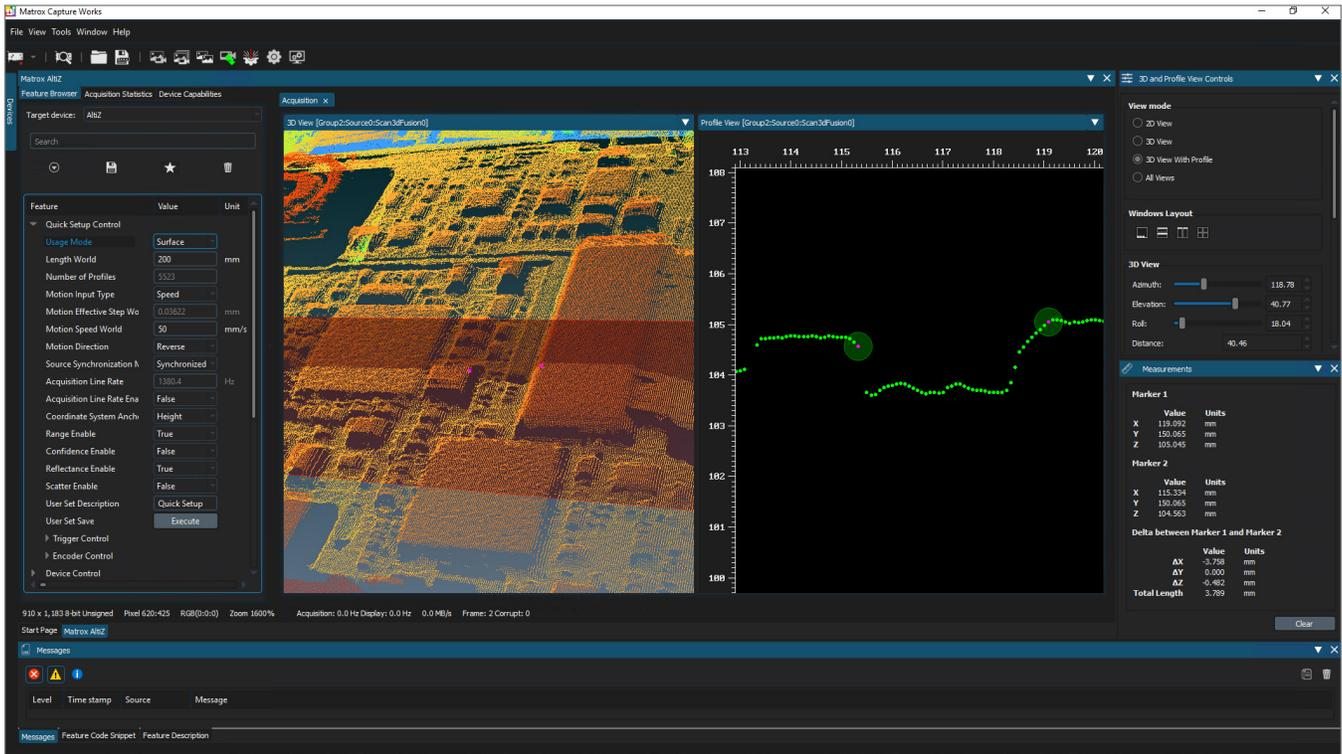 Matrox Capture Works
File View Tools Window Help
Devices
Matrox AltiZ
Feature Browser Acquisition Statistics Device Capabilities
Target device: AltiZ
Search
Feature Value Unit
Quick Setup Control
Usage Mode Surface
Length World 200 mm
Number of Profiles 5523
Motion Input Type Speed
Motion Effective Step Wo 0.03622 mm
Motion Speed World 50 mm/s
Motion Direction Reverse
Source Synchronization M Synchronized
Acquisition Line Rate 1380.4 Hz
Acquisition Line Rate Ena False
Coordinate System Anch Height
Range Enable True
Confidence Enable False
Reflectance Enable True
Scatter Enable False
User Set Description Quick Setup
User Set Save Execute
Trigger Control
Encoder Control
Device Control
Acquisition
3D View [Group2:Source0:Scan3dFusion0]
Profile View [Group2:Source0:Scan3dFusion0]
113 114 115 116 117 118 119 120
108
107
106
105
104
103
102
101
100
3D and Profile View Controls
View mode
2D View
3D View
3D View With Profile
All Views
Windows Layout
3D View
Azimuth: 118.78
Elevation: 40.77
Roll: 18.04
Distance: 40.46
Measurements
Marker 1
Value Units
X 119.092 mm
Y 150.065 mm
Z 105.045 mm
Marker 2
Value Units
X 115.334 mm
Y 150.065 mm
Z 104.563 mm
Delta between Marker 1 and Marker 2
Value Units
ΔX -3.758 mm
ΔY 0.000 mm
ΔZ -0.482 mm
Total Length 3.789 mm
Clear
910 x 1,183 8-bit Unsigned Pixel 620:425 RGB(0:0:0) Zoom 1600% Acquisition: 0.0 Hz Display: 0.0 Hz 0.0 MB/s Frame: 2 Corrupt: 0
Start Page Matrox AltiZ
Messages
Level Time stamp Source Message
Messages Feature Code Snippet Feature Description